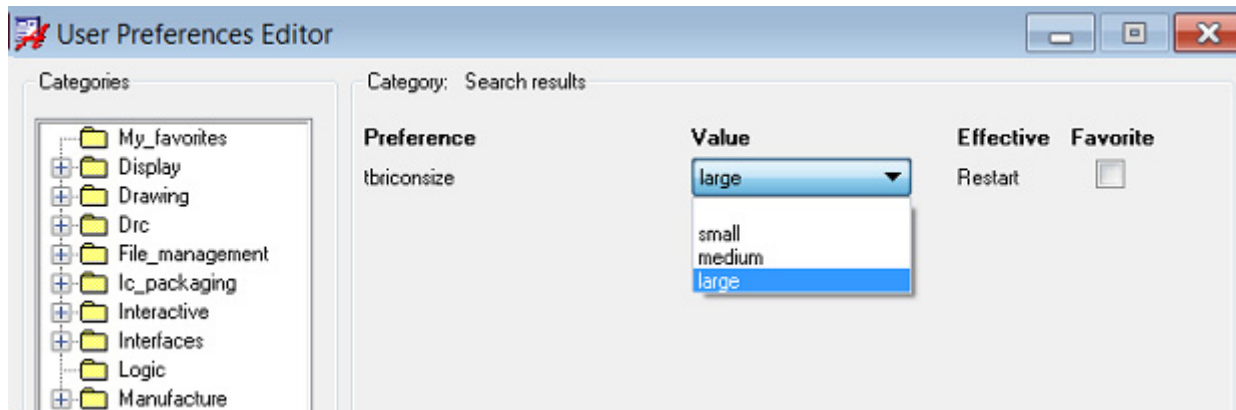 User Preferences Editor
Categories
My_favorites
Display
Drawing
Drc
File_management
Ic_packaging
Interactive
Interfaces
Logic
Manufacture
Category: Search results
Preference Value Effective Favorite
tbriconsize large Restart
small
medium
large